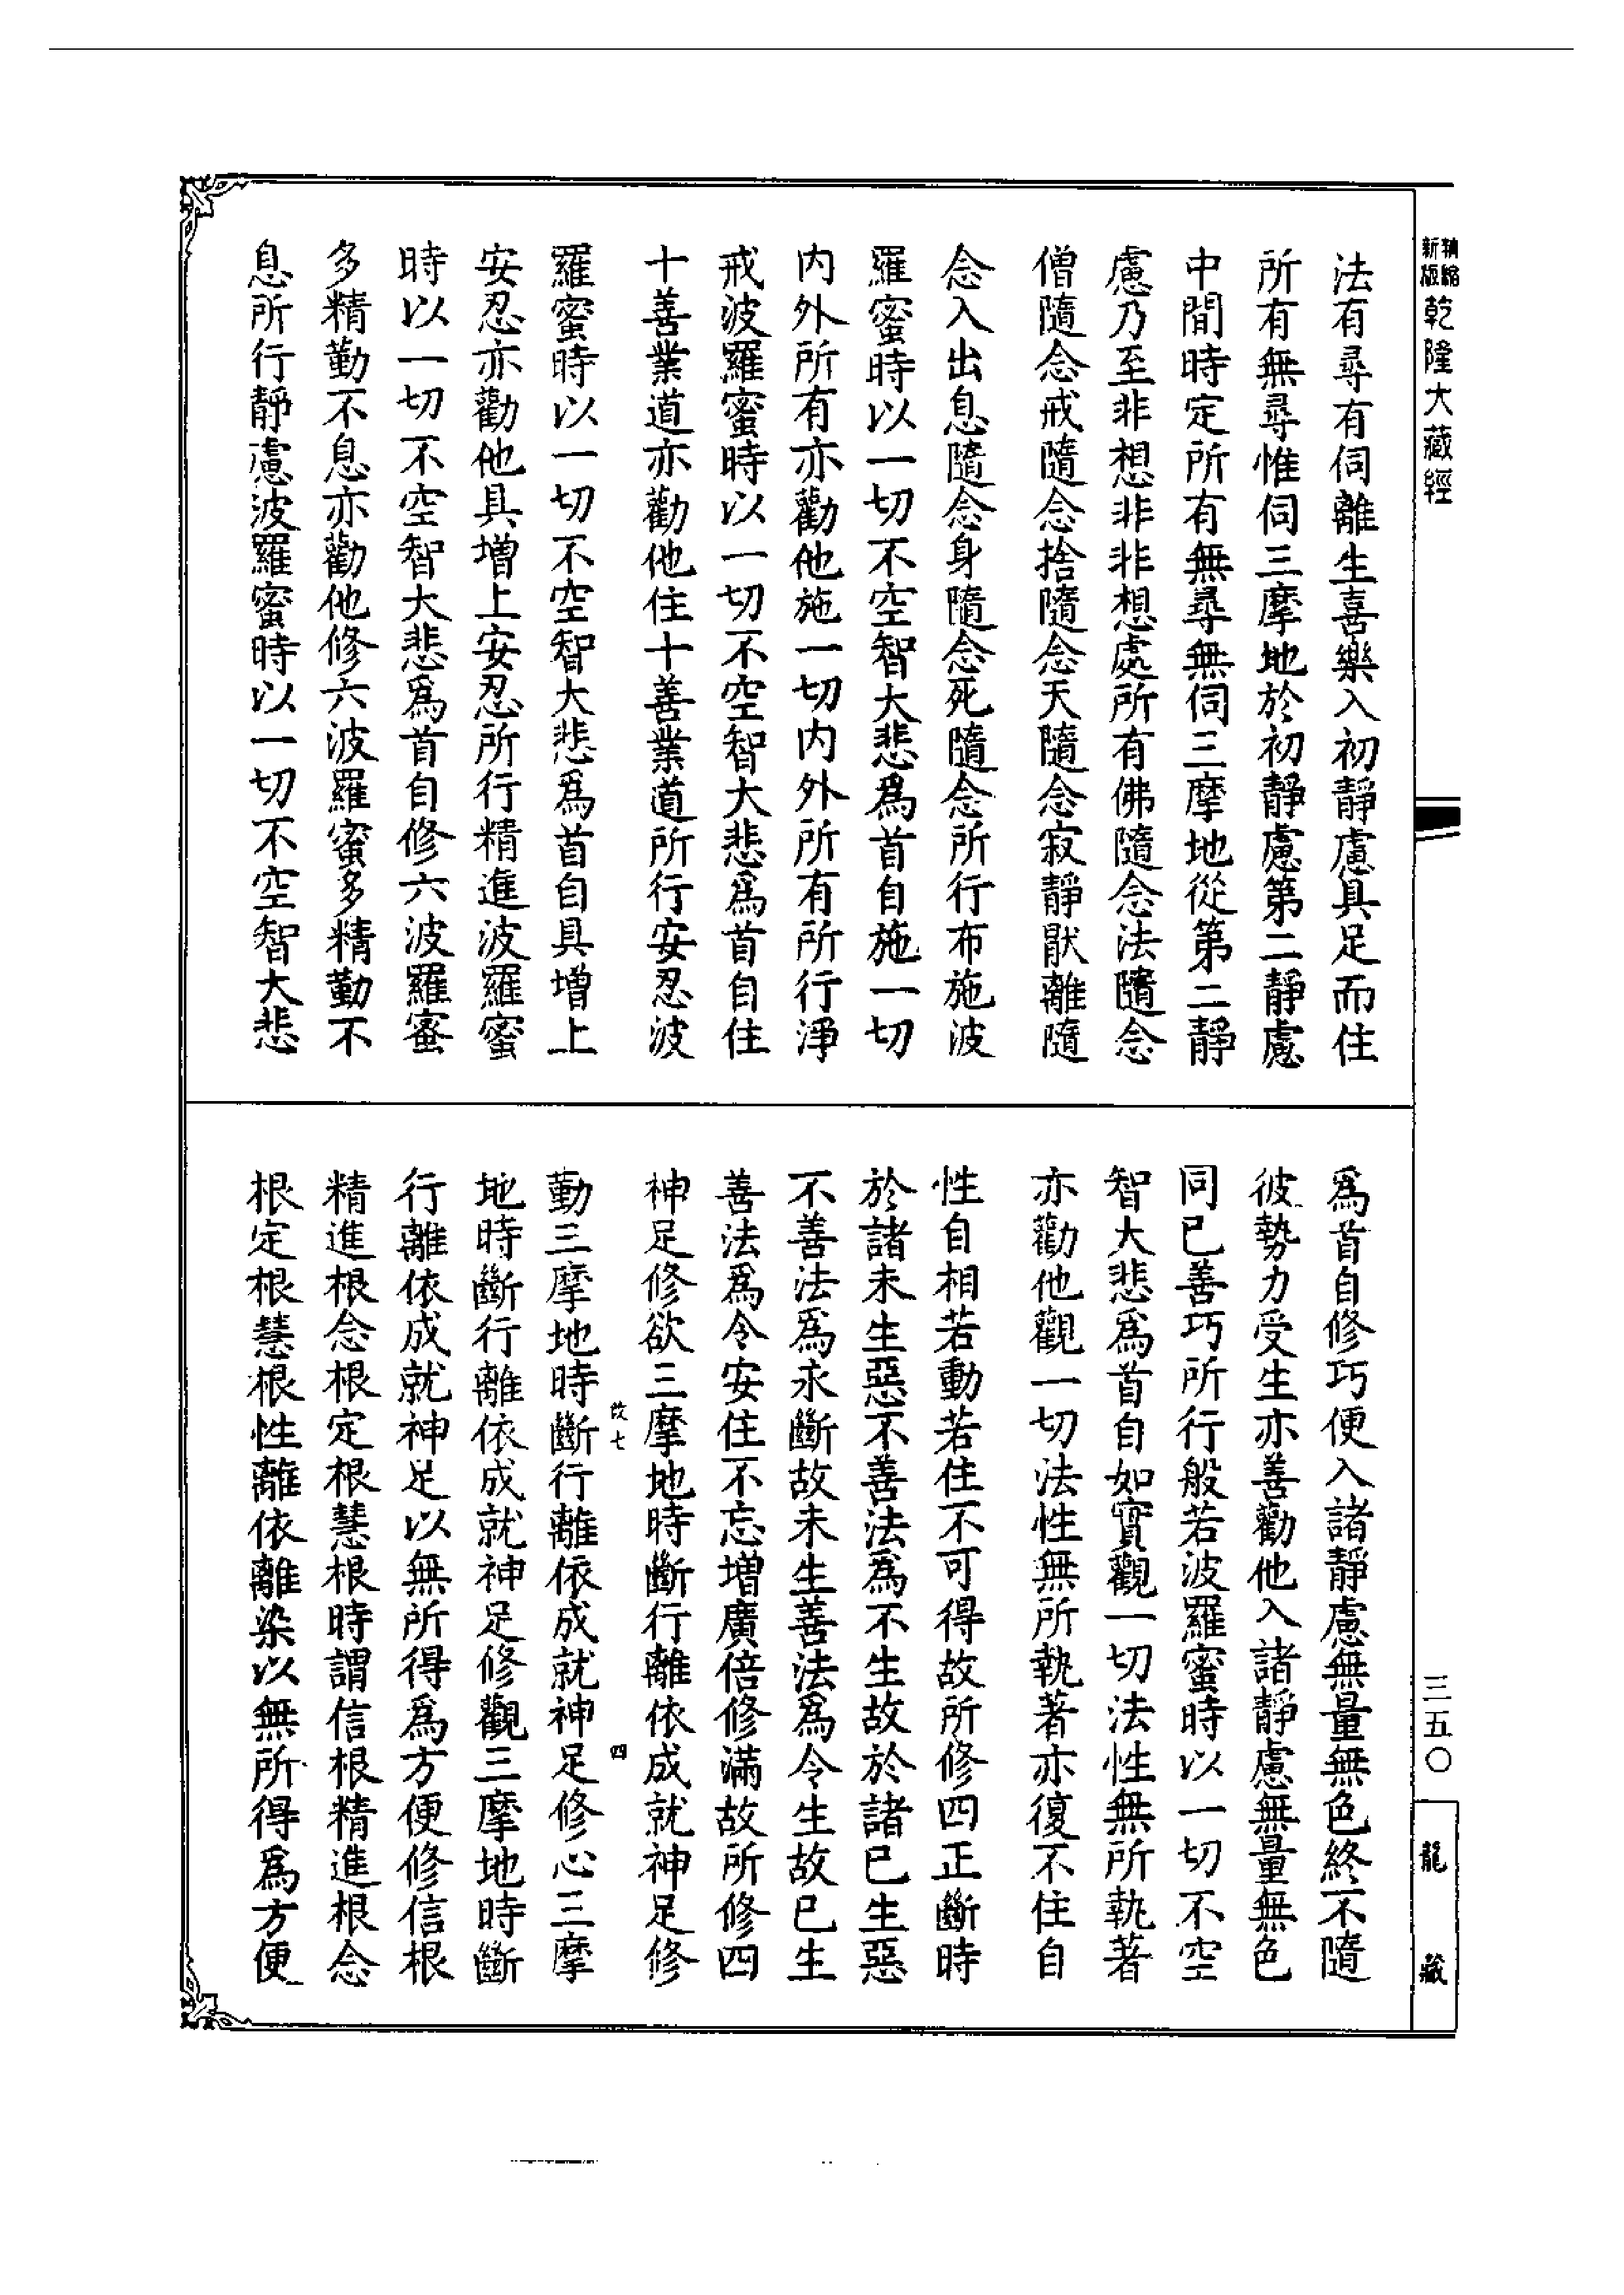 精縮
新版
乾隆大藏經
法有尋有伺離生喜樂入初靜慮具足而住
所有無尋惟伺三摩地於初靜慮第二靜慮
中間時定所有無尋無伺三摩地從第二靜
慮乃至非想非非想處所有佛隨念法隨念
僧隨念戒隨念捨隨念天隨念寂靜猒離隨
念入出息隨念身隨念死隨念所行布施波
羅蜜時以一切不空智大悲爲首自施一切
内外所有亦勸他施一切内外所有所行淨
戒波羅蜜時以一切不空智大悲爲首自住
十善業道亦勸他住十善業道所行安忍波
羅蜜時以一切不空智大悲爲首自具增上
安忍亦勸他具增上安忍所行精進波羅蜜
時以一切不空智大悲爲首自修六波羅蜜
多精勤不息亦勸他修六波羅蜜多精勤不
息所行靜慮波羅蜜時以一切不空智大悲
爲首自修巧便入諸靜慮無量無色終不隨
彼勢力受生亦善勸他入諸靜慮無量無色
同已善巧所行般若波羅蜜時以一切不空
智大悲爲首自如實觀一切法性無所執著
亦勸他觀一切法性無所執著亦復不住自
性自相若動若住不可得故所修四正斷時
於諸未生惡不善法爲不生故於諸已生惡
不善法爲永斷故未生善法爲令生故已生
善法爲令安住不忘增廣倍修滿故所修四
神足修欲三摩地時斷行離依成就神足修
勤三摩地時斷行離依成就神足修心三摩
地時斷行離依成就神足修觀三摩地時斷
行離依成就神足以無所得爲方便修信根
精進根念根定根慧根時謂信根精進根念
根定根慧根性離依離染以無所得爲方便
七
四
三五〇
龍藏